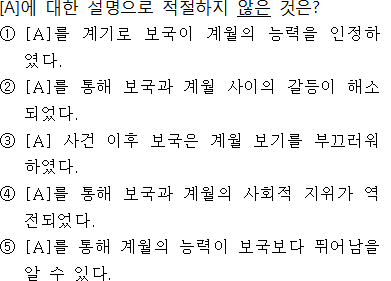 [A]에 대한 설명으로 적절하지 않은 것은?
① [A]를 계기로 보국이 계월의 능력을 인정하
였다.
② [A]를 통해 보국과 계월 사이의 갈등이 해소
되었다.
③ [A] 사건 이후 보국은 계월 보기를 부끄러워
하였다.
④ [A]를 통해 보국과 계월의 사회적 지위가 역
전되었다.
⑤ [A]를 통해 계월의 능력이 보국보다 뛰어남을
알 수 있다.